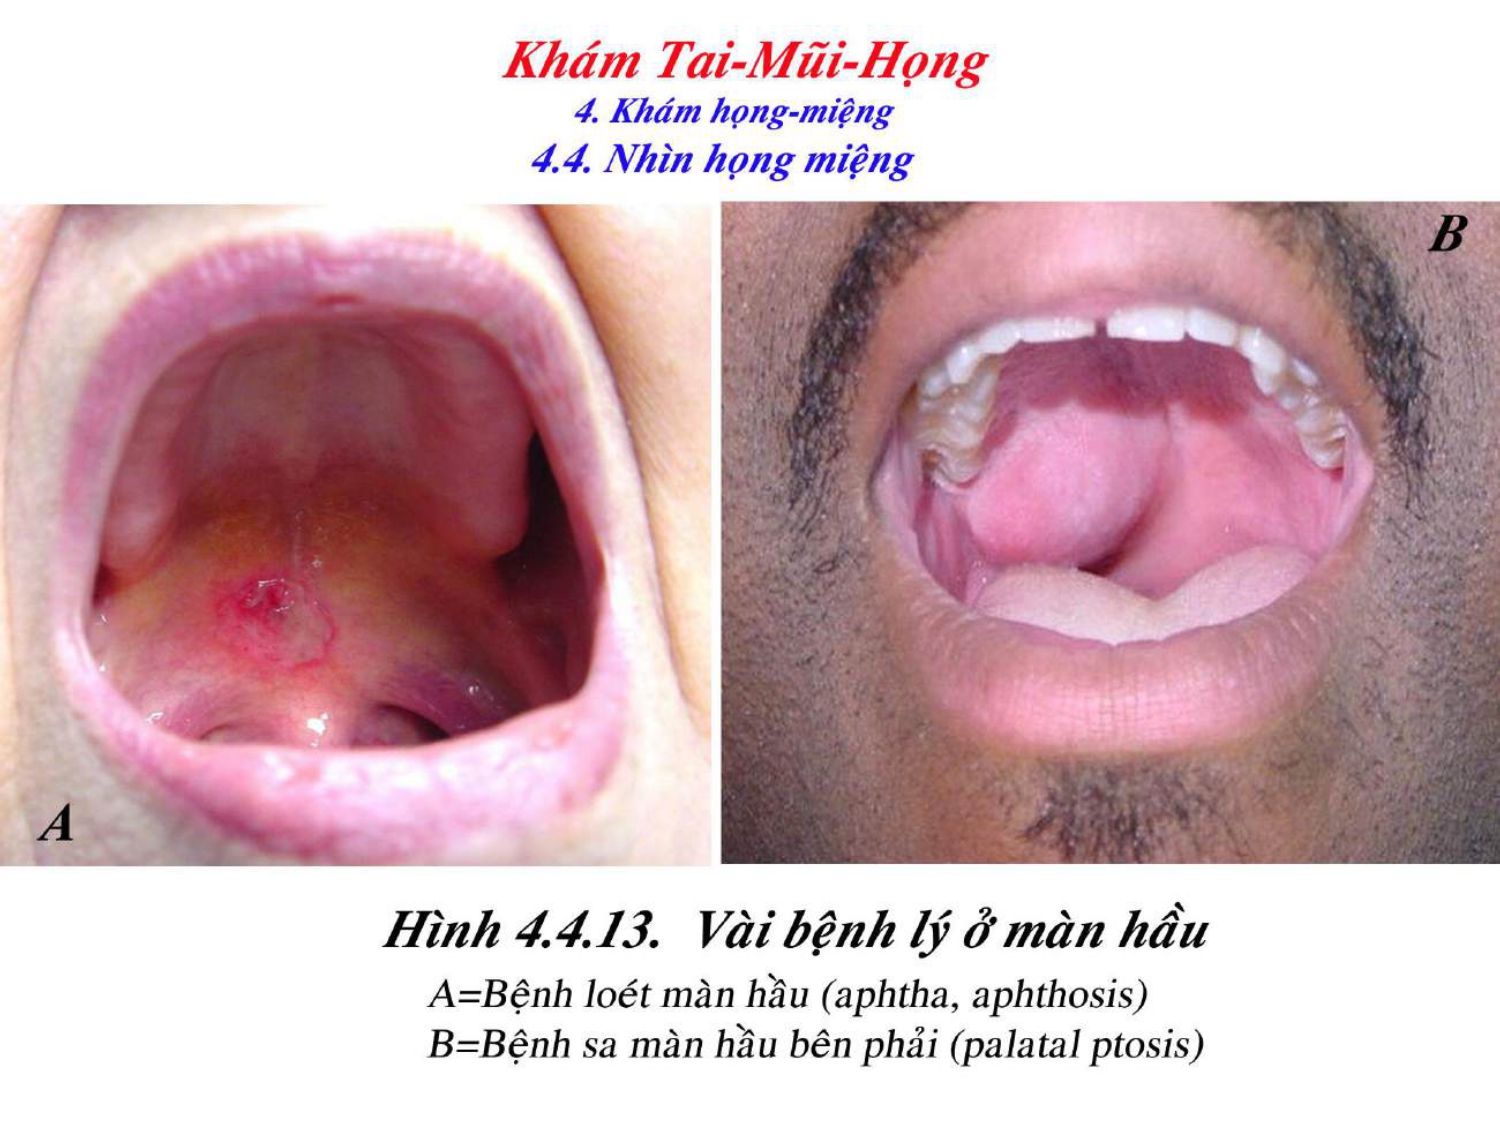 Khám Tai-Mũi-Họng
4. Khám họng-miệng
4.4. Nhìn họng miệng
B
A
Hình 4.4.13. Vài bệnh lý ở màn hầu
A=Bệnh loét màn hầu (aphtha, aphthosis)
B=Bệnh sa màn hầu bên phải (palatal ptosis)